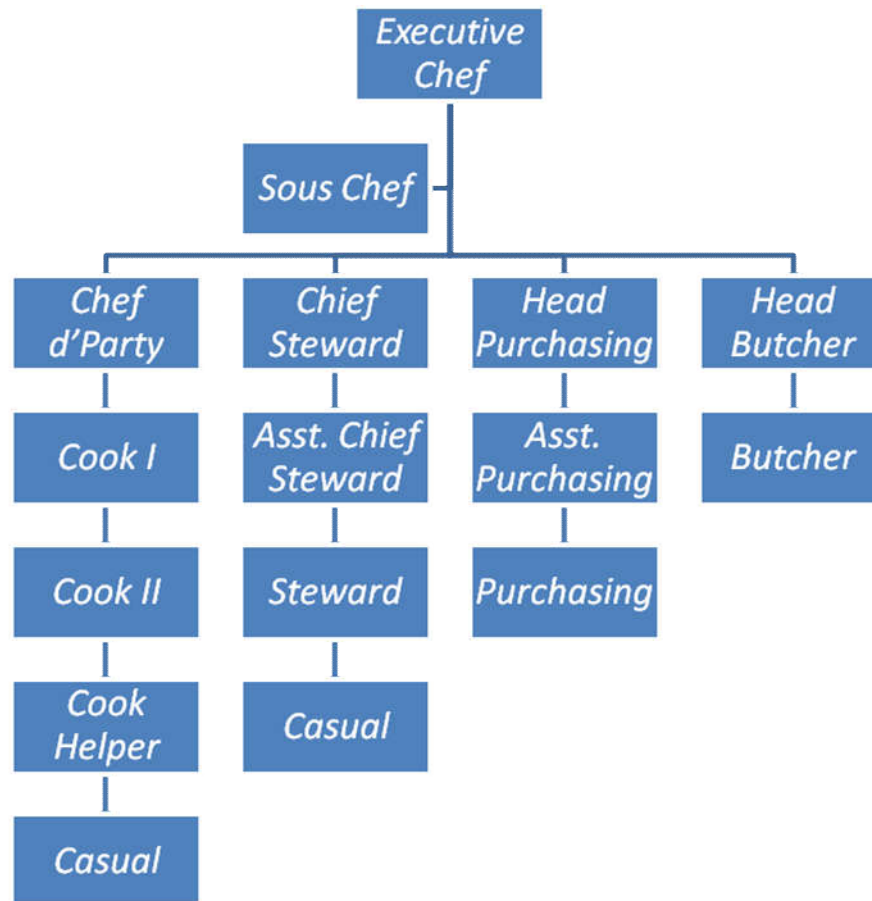 Executive
Chef
Sous Chef
Chef
d’Party
Chief
Steward
Head
Purchasing
Head
Butcher
Cook I
Asst. Chief
Steward
Asst.
Purchasing
Butcher
Cook II
Steward
Purchasing
Cook
Helper
Casual
Casual